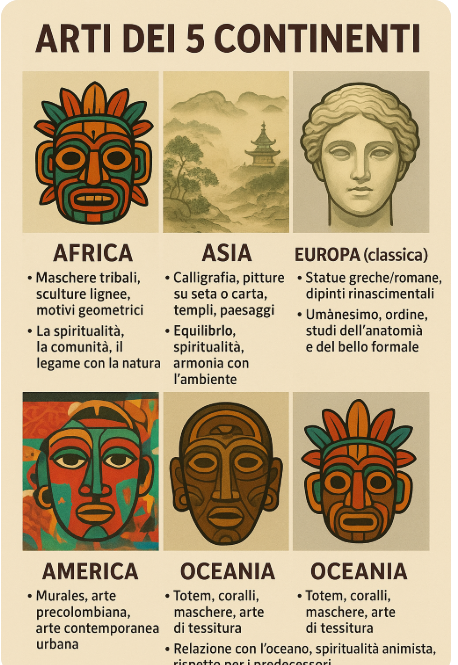 ARTI DEI 5 CONTINENTI
AFRICA
• Maschere tribali,
sculture lignee,
motivi geometrici
• La spiritualità,
la comunità, il
legame con la natura
ASIA
• Calligrafia, pitture
su seta o carta,
templi, paesaggi
• Equilibrlo,
spiritualità,
armonia con
l'ambiente
EUROPA (classica)
• Statue greche/romane,
dipinti rinascimentali
• Umànesimo, ordine,
studi dell'anatomià
e del bello formale
AMERICA
• Murales, arte
precolombiana,
arte contemporanea
urbana
OCEANIA
• Totem, coralli,
maschere, arte
di tessitura
OCEANIA
• Totem, coralli,
maschere, arte
di tessitura
• Relazione con l'oceano, spiritualità animista,
rispetto per i predecessori